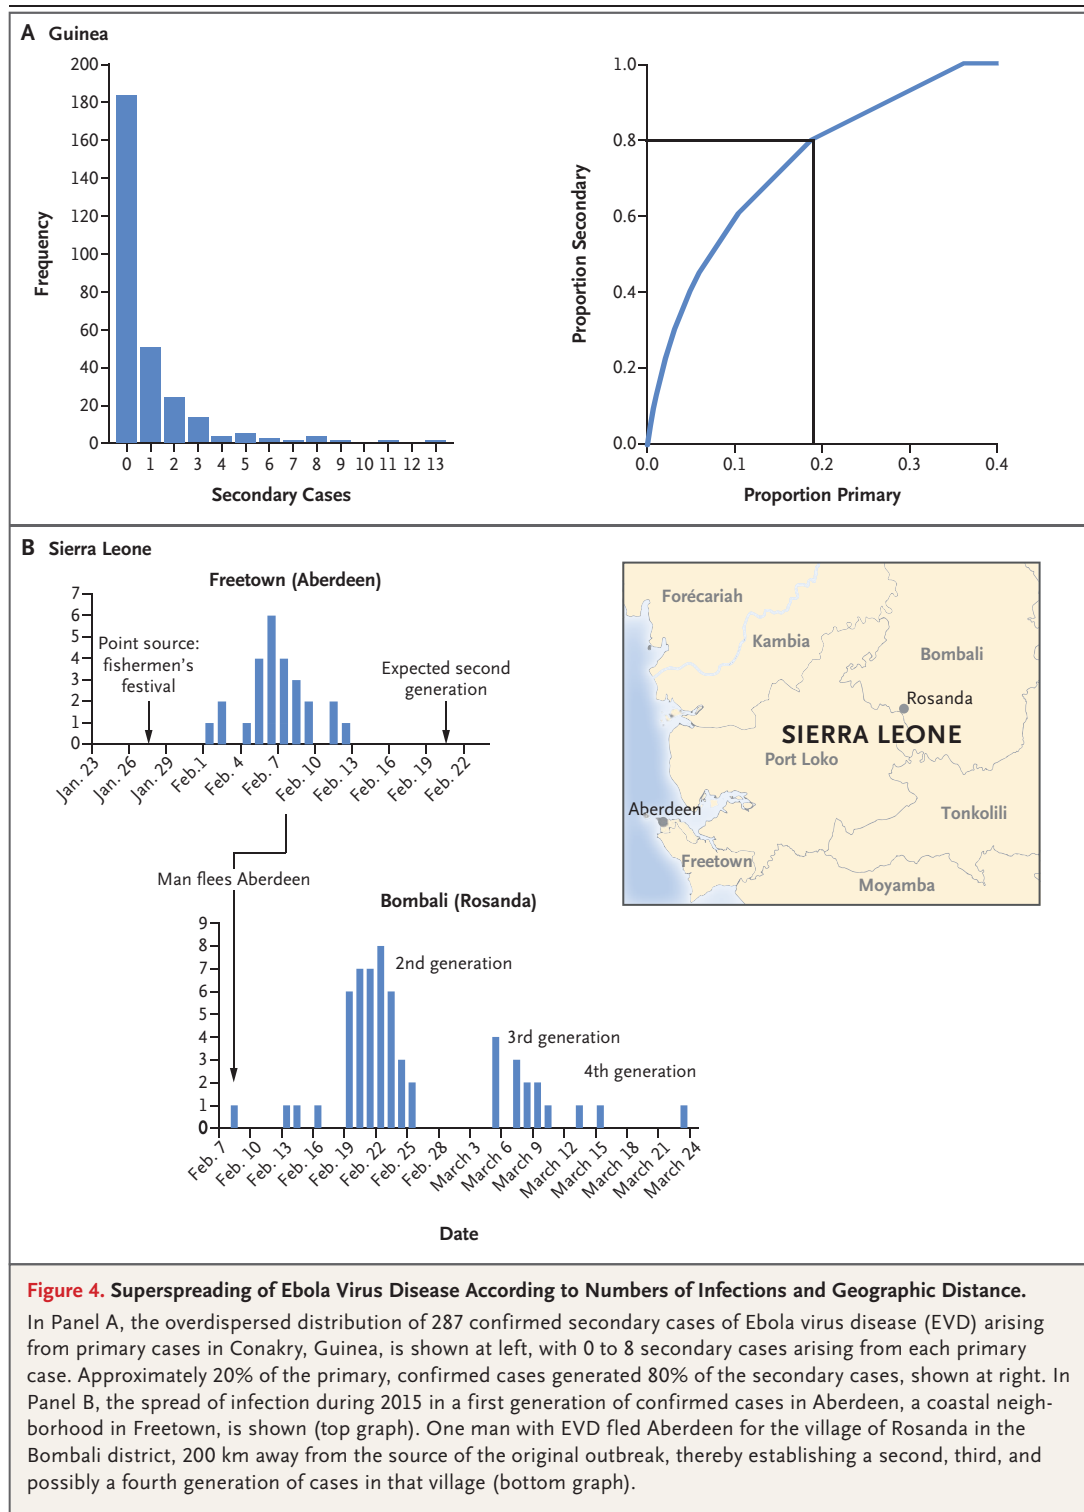 A Guinea
200
180
160
140
120
100
80
60
40
20
0
Frequency
0 1 2 3 4 5 6 7 8 9 10 11 12 13
Secondary Cases
1.0
0.8
0.6
0.4
0.2
0.0
Proportion Secondary
0.0 0.1 0.2 0.3 0.4
Proportion Primary
B Sierra Leone
Freetown (Aberdeen)
7
6
5
4
3
2
1
0
Point source:
fishermen's
festival
Expected second
generation
Jan. 23
Jan. 26
Jan. 29
Feb.1
Feb. 4
Feb. 7
Feb. 10
Feb. 13
Feb. 16
Feb. 19
Feb. 22
Man flees Aberdeen
Bombali (Rosanda)
9
8
7
6
5
4
3
2
1
0
2nd generation
3rd generation
4th generation
Feb. 7
Feb. 10
Feb. 13
Feb. 16
Feb. 19
Feb. 22
Feb. 25
Feb. 28
March 3
March 6
March 9
March 12
March 15
March 18
March 21
March 24
Date
Forécariah
Kambia
Bombali
Rosanda
SIERRA LEONE
Port Loko
Aberdeen
Tonkolili
Freetown
Moyamba
Figure 4. Superspreading of Ebola Virus Disease According to Numbers of Infections and Geographic Distance.
In Panel A, the overdispersed distribution of 287 confirmed secondary cases of Ebola virus disease (EVD) arising
from primary cases in Conakry, Guinea, is shown at left, with 0 to 8 secondary cases arising from each primary
case. Approximately 20% of the primary, confirmed cases generated 80% of the secondary cases, shown at right. In
Panel B, the spread of infection during 2015 in a first generation of confirmed cases in Aberdeen, a coastal neigh-
borhood in Freetown, is shown (top graph). One man with EVD fled Aberdeen for the village of Rosanda in the
Bombali district, 200 km away from the source of the original outbreak, thereby establishing a second, third, and
possibly a fourth generation of cases in that village (bottom graph).